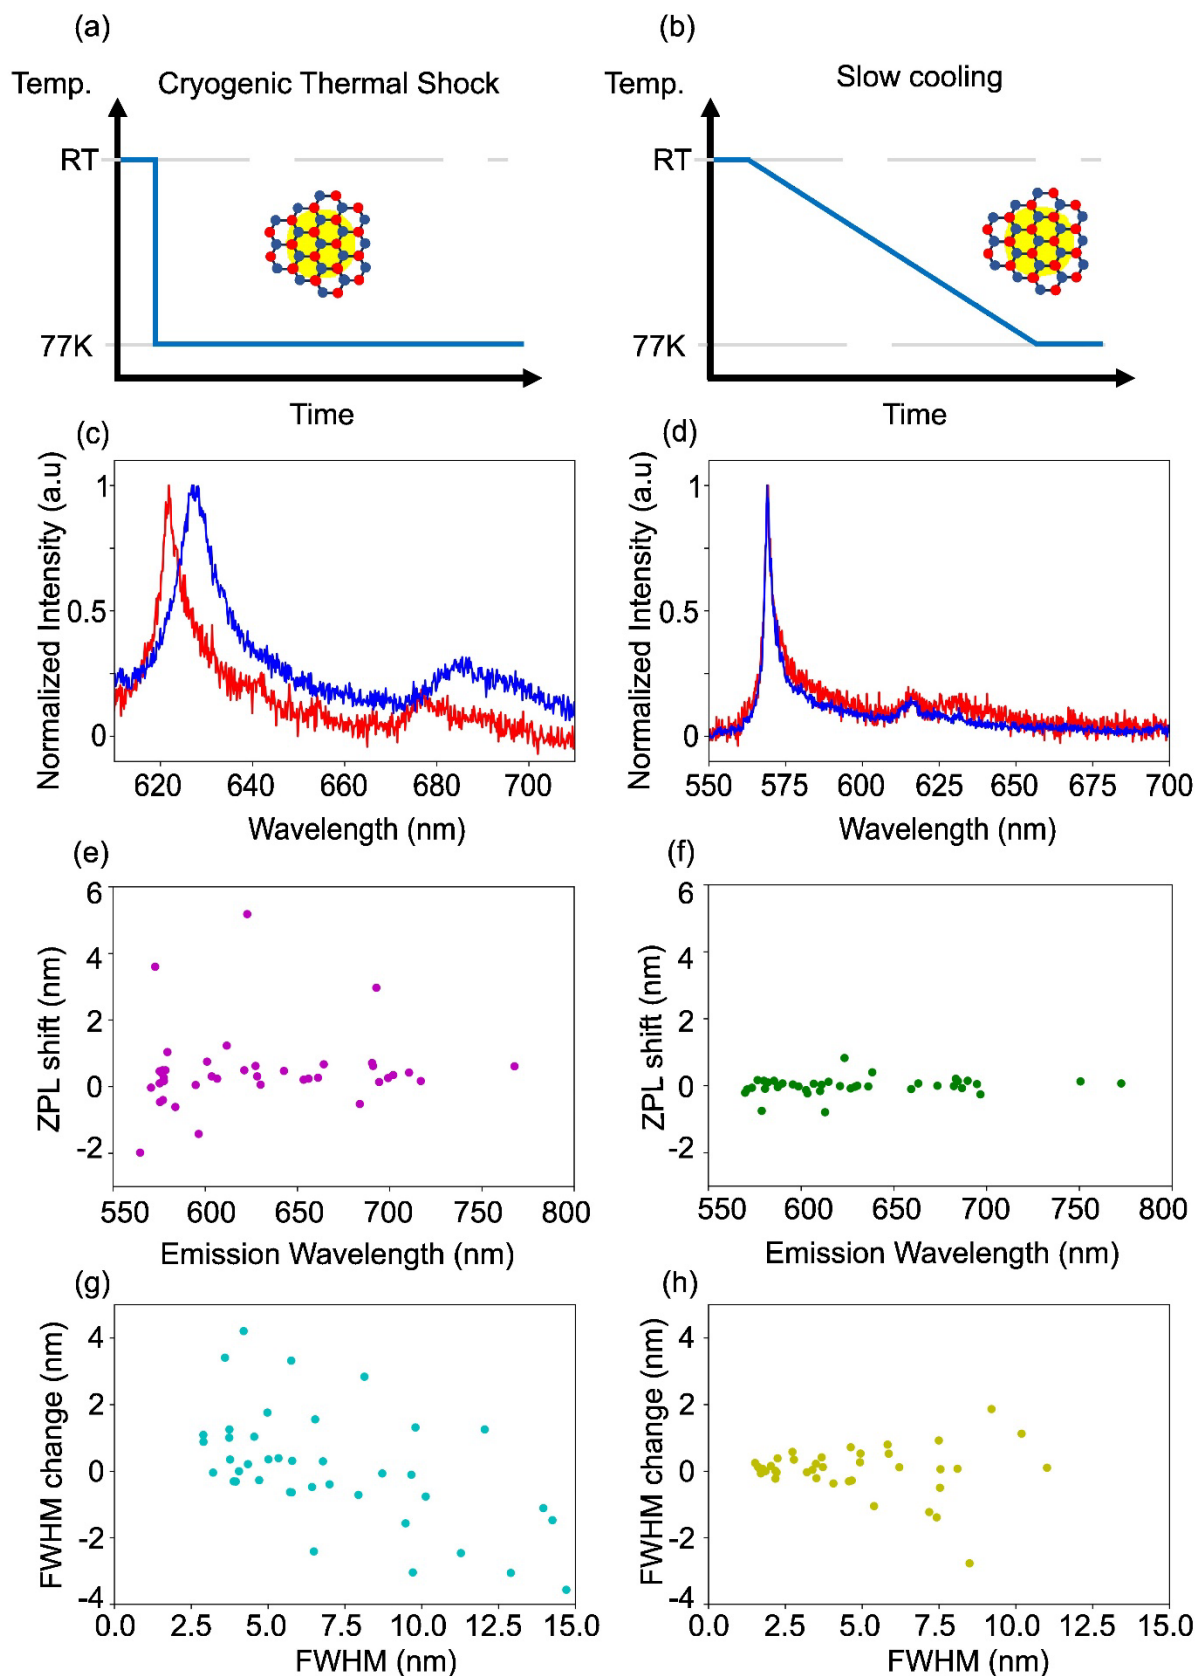 (a)
Temp.
Cryogenic Thermal Shock
RT
77K
Time
(b)
Temp.
Slow cooling
RT
77K
Time
(c)
Normalized Intensity (a.u)
1
0.5
0
620 640 660 680 700
Wavelength (nm)
(d)
Normalized Intensity (a.u)
1
0.5
0
550 575 600 625 650 675 700
Wavelength (nm)
(e)
ZPL shift (nm)
6
4
2
0
-2
550 600 650 700 750 800
Emission Wavelength (nm)
(f)
ZPL shift (nm)
6
4
2
0
-2
550 600 650 700 750 800
Emission Wavelength (nm)
(g)
FWHM change (nm)
4
2
0
-2
-4
0.0 2.5 5.0 7.5 10.0 12.5 15.0
FWHM (nm)
(h)
FWHM change (nm)
4
2
0
-2
-4
0.0 2.5 5.0 7.5 10.0 12.5 15.0
FWHM (nm)